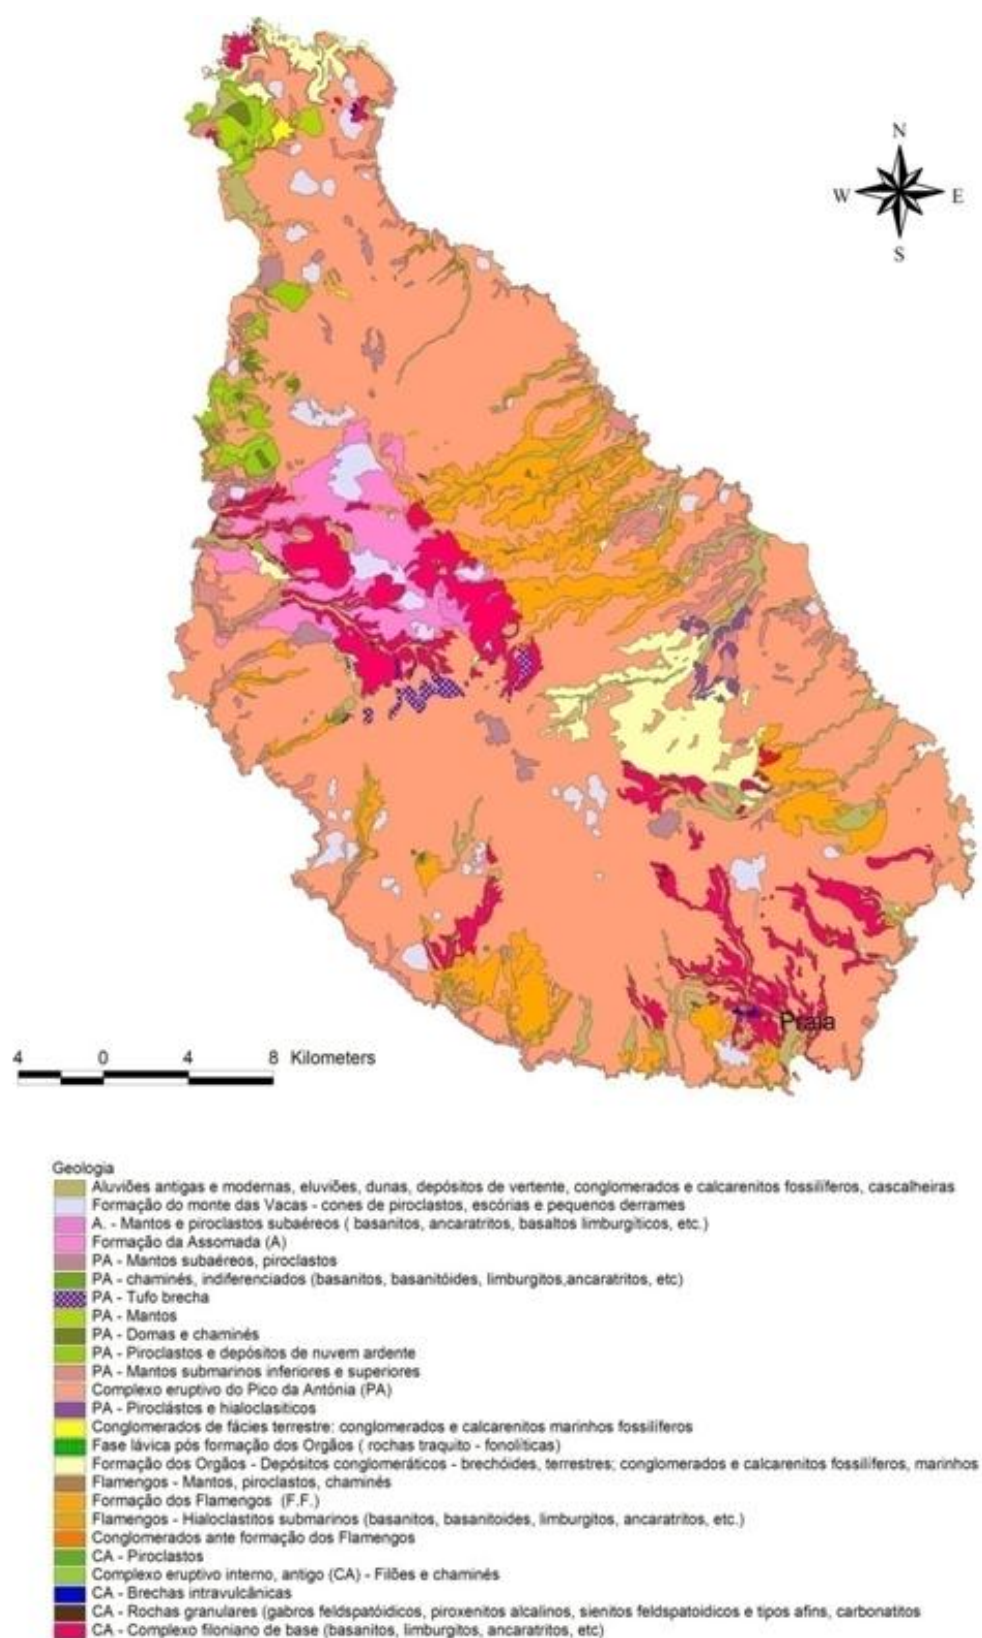 N
W E
S
Praia
4 0 4 8 Kilometers
Geologia
Aluviões antigas e modernas, eluviões, dunas, depósitos de vertente, conglomerados e calcarenitos fossilíferos, cascalheiras
Formação do monte das Vacas - cones de piroclastos, escórias e pequenos derrames
A. - Mantos e piroclastos subaéreos ( basanitos, ancaratritos, basaltos limburgíticos, etc.)
Formação da Assomada (A)
PA - Mantos subaéreos, piroclastos
PA - chaminés, indiferenciados (basanitos, basanitóides, limburgitos,ancaratritos, etc)
PA - Tufo brecha
PA - Mantos
PA - Domas e chaminés
PA - Piroclastos e depósitos de nuvem ardente
PA - Mantos submarinos inferiores e superiores
Complexo eruptivo do Pico da Antónia (PA)
PA - Piroclástos e hialoclasiticos
Conglomerados de fácies terrestre: conglomerados e calcarenitos marinhos fossilíferos
Fase lávica pós formação dos Orgãos ( rochas traquito - fonolíticas)
Formação dos Orgãos - Depósitos conglomeráticos - brechóides, terrestres; conglomerados e calcarenitos fossilíferos, marinhos
Flamengos - Mantos, piroclastos, chaminés
Formação dos Flamengos (F.F.)
Flamengos - Hialoclastitos submarinos (basanitos, basanitoides, limburgitos, ancaratritos, etc.)
Conglomerados ante formação dos Flamengos
CA - Piroclastos
Complexo eruptivo interno, antigo (CA) - Filões e chaminés
CA - Brechas intravulcânicas
CA - Rochas granulares (gabros feldspatóidicos, piroxenitos alcalinos, sienitos feldspatoidicos e tipos afins, carbonatitos
CA - Complexo filoniano de base (basanitos, limburgitos, ancaratritos, etc)